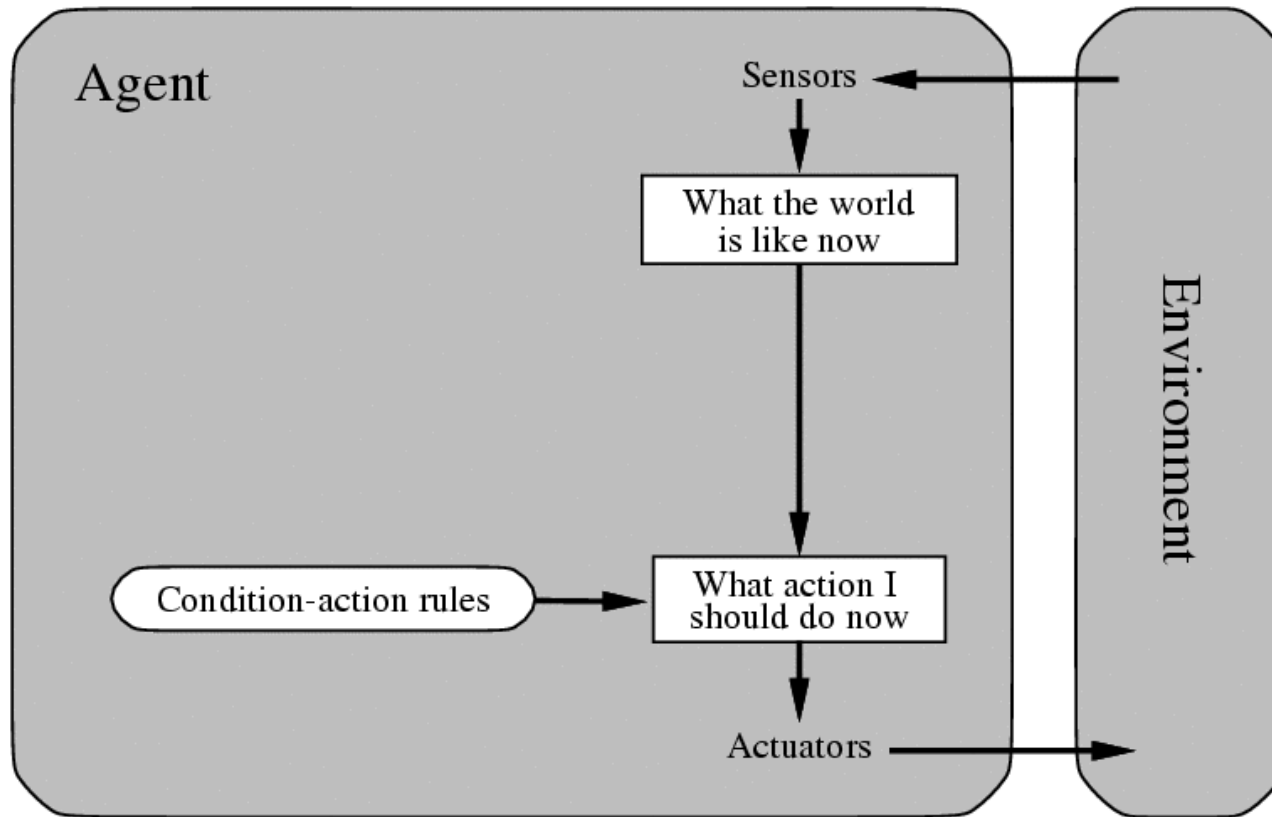 Agent
Sensors
What the world
is like now
Environment
Condition-action rules
What action I
should do now
Actuators